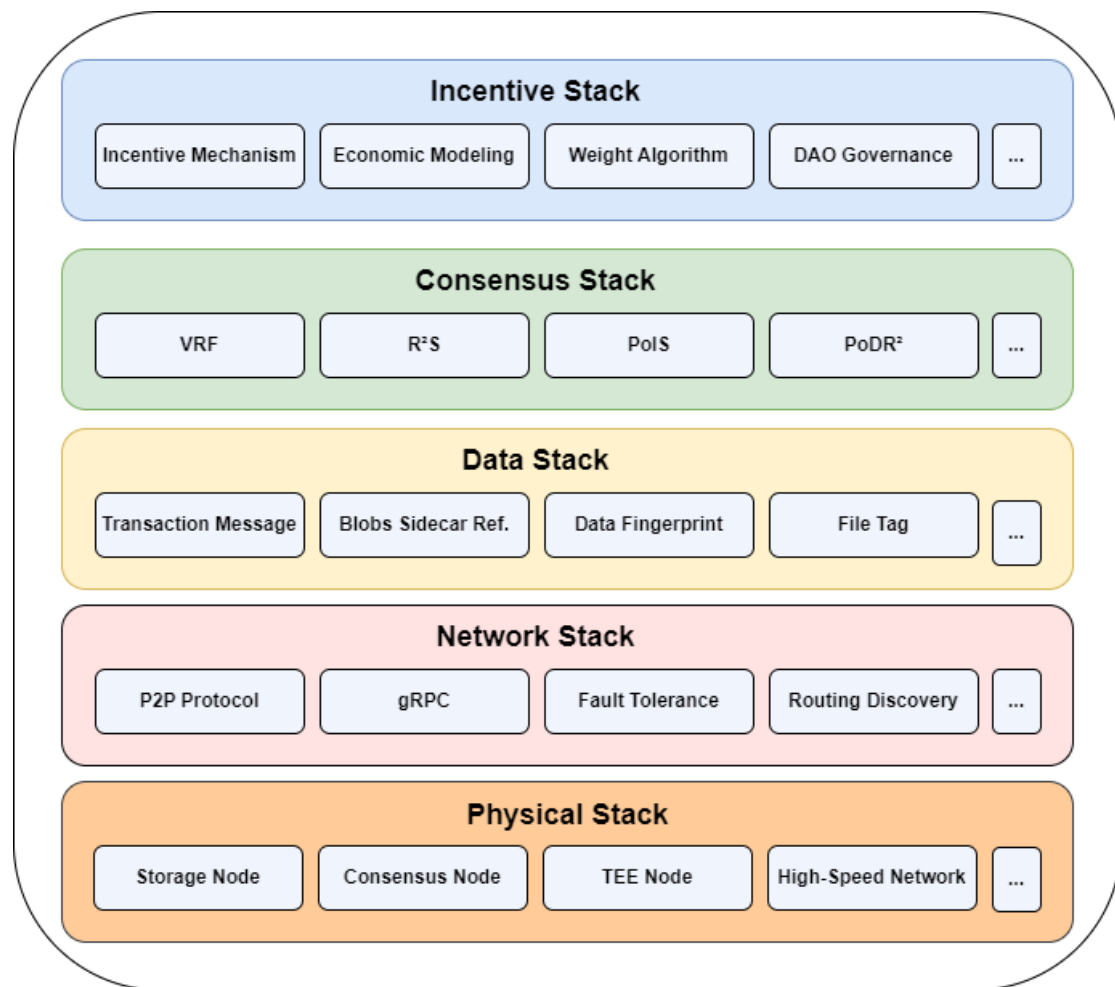 Incentive Stack
Incentive Mechanism
Economic Modeling
Weight Algorithm
DAO Governance
...
Consensus Stack
VRF
R²S
PoIS
PoDR²
...
Data Stack
Transaction Message
Blobs Sidecar Ref.
Data Fingerprint
File Tag
...
Network Stack
P2P Protocol
gRPC
Fault Tolerance
Routing Discovery
...
Physical Stack
Storage Node
Consensus Node
TEE Node
High-Speed Network
...